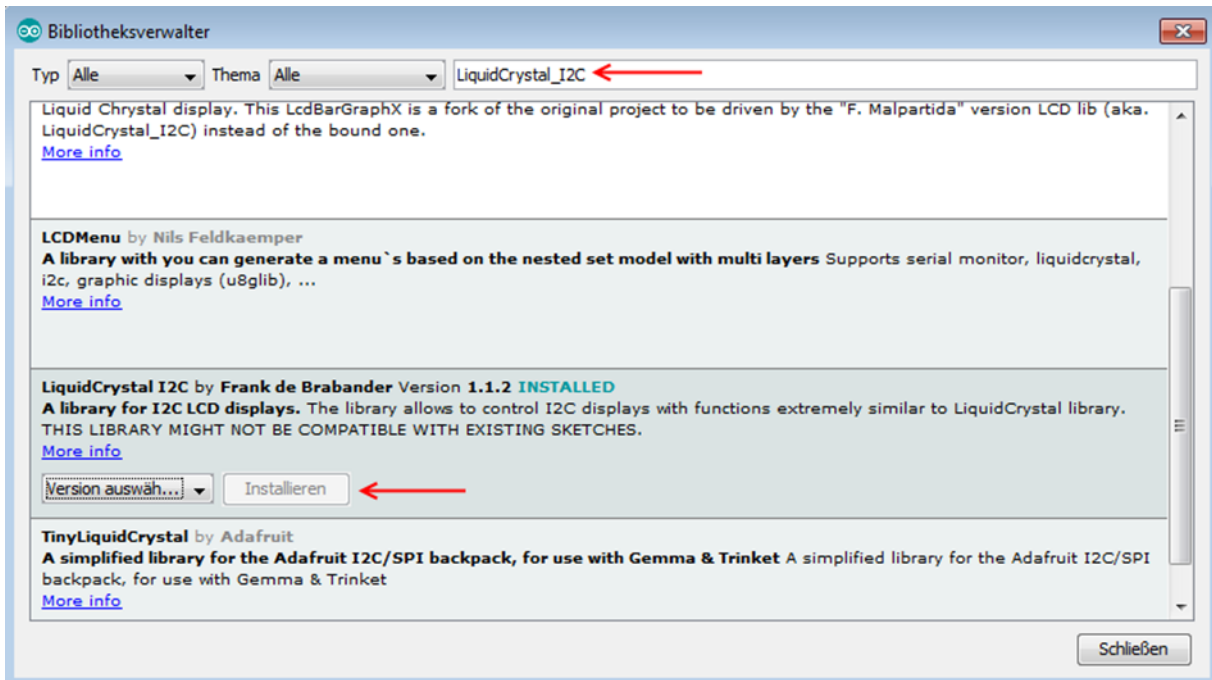 Bibliotheksverwalter
Typ Alle Thema Alle LiquidCrystal_I2C
Liquid Chrystal display. This LcdBarGraphX is a fork of the original project to be driven by the "F. Malpartida" version LCD lib (aka.
LiquidCrystal_I2C) instead of the bound one.
More info
LCDMenu by Nils Feldkaemper
A library with you can generate a menu`s based on the nested set model with multi layers Supports serial monitor, liquidcrystal,
i2c, graphic displays (u8glib), ...
More info
LiquidCrystal I2C by Frank de Brabander Version 1.1.2 INSTALLED
A library for I2C LCD displays. The library allows to control I2C displays with functions extremely similar to LiquidCrystal library.
THIS LIBRARY MIGHT NOT BE COMPATIBLE WITH EXISTING SKETCHES.
More info
Version auswäh... Installieren
TinyLiquidCrystal by Adafruit
A simplified library for the Adafruit I2C/SPI backpack, for use with Gemma & Trinket A simplified library for the Adafruit I2C/SPI
backpack, for use with Gemma & Trinket
More info
Schließen